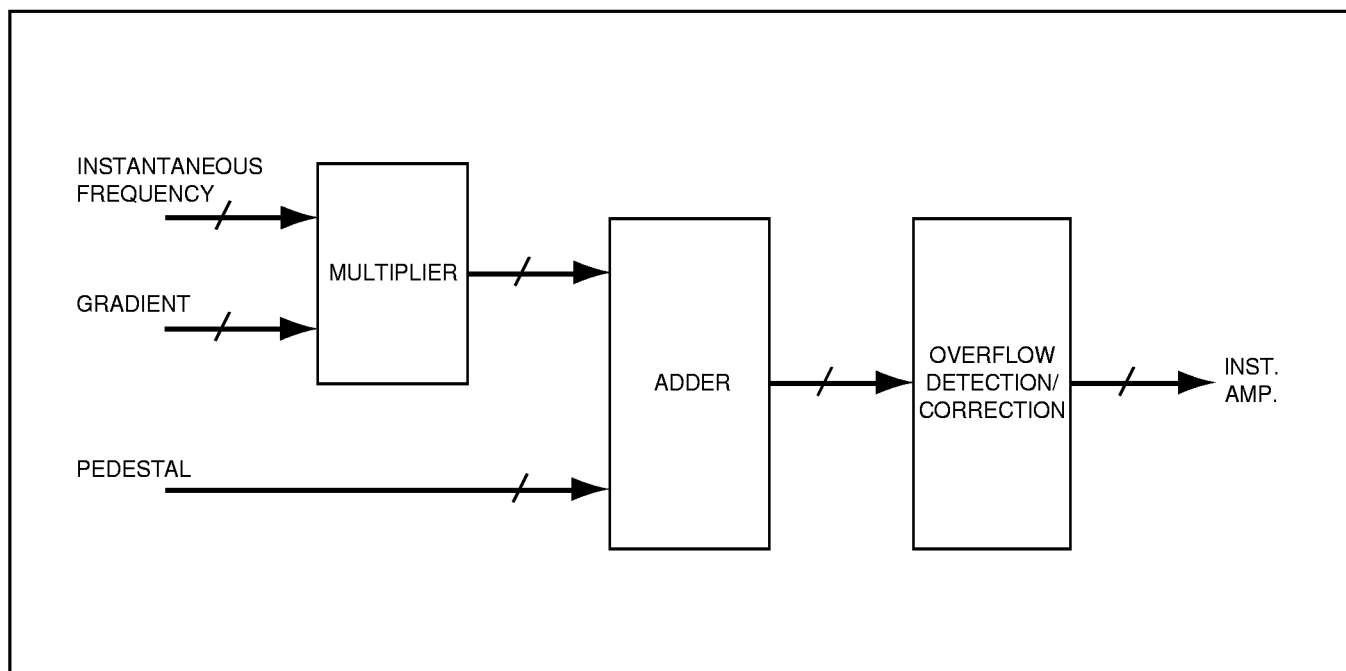 INSTANTANEOUS
FREQUENCY
MULTIPLIER
GRADIENT
ADDER
OVERFLOW
DETECTION/
CORRECTION
INST.
AMP.
PEDESTAL